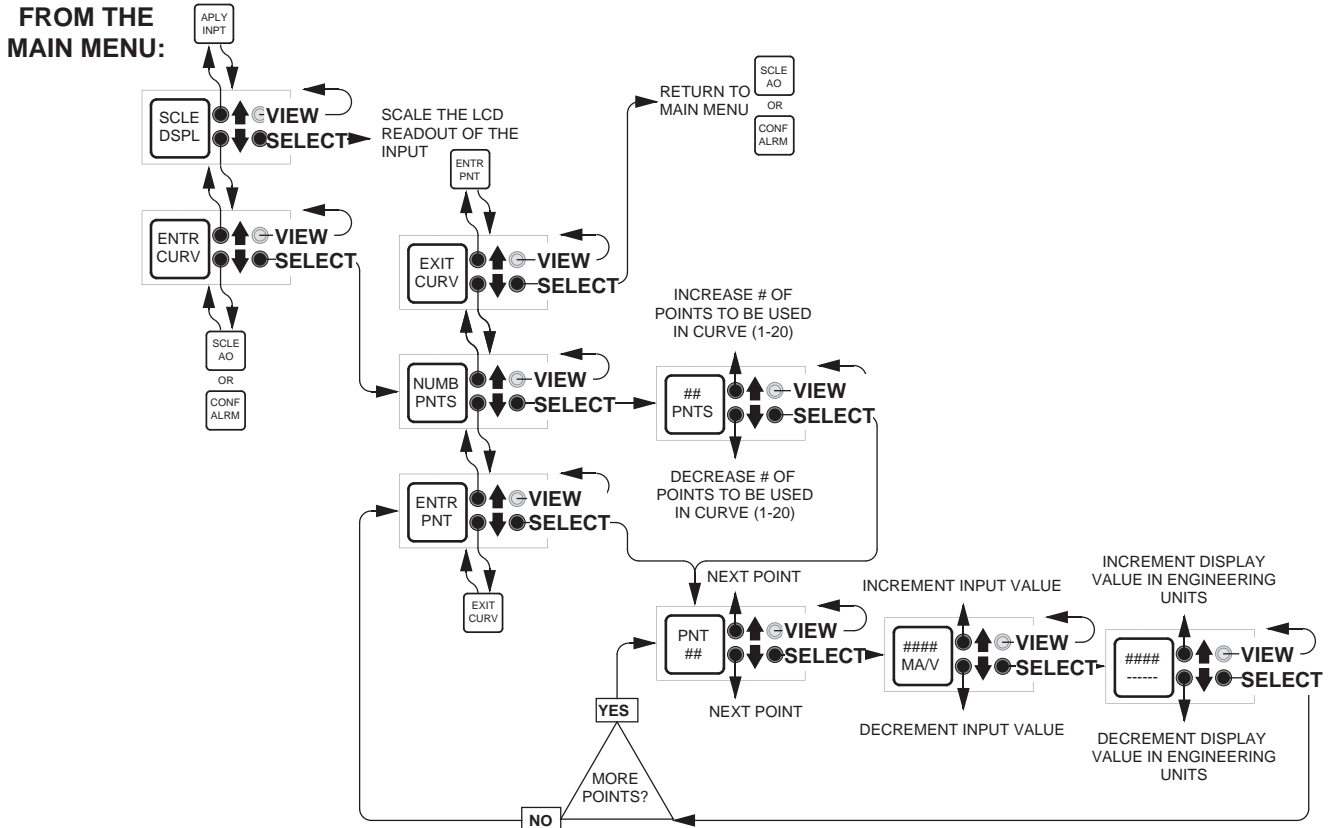 FROM THE
MAIN MENU:
APLY
INPT
SCLE
DSPL
VIEW
SELECT
SCALE THE LCD
READOUT OF THE
INPUT
ENTR
CURV
VIEW
SELECT
SCLE
AO
OR
CONF
ALRM
ENTR
PNT
EXIT
CURV
VIEW
SELECT
RETURN TO
MAIN MENU
SCLE
AO
OR
CONF
ALRM
NUMB
PNTS
VIEW
SELECT
INCREASE # OF
POINTS TO BE USED
IN CURVE (1-20)
##
PNTS
VIEW
SELECT
DECREASE # OF
POINTS TO BE USED
IN CURVE (1-20)
ENTR
PNT
VIEW
SELECT
EXIT
CURV
NEXT POINT
PNT
##
VIEW
SELECT
NEXT POINT
INCREMENT INPUT VALUE
####
MA/V
VIEW
SELECT
DECREMENT INPUT VALUE
INCREMENT DISPLAY
VALUE IN ENGINEERING
UNITS
####
------
VIEW
SELECT
DECREMENT DISPLAY
VALUE IN ENGINEERING
UNITS
YES
MORE
POINTS?
NO